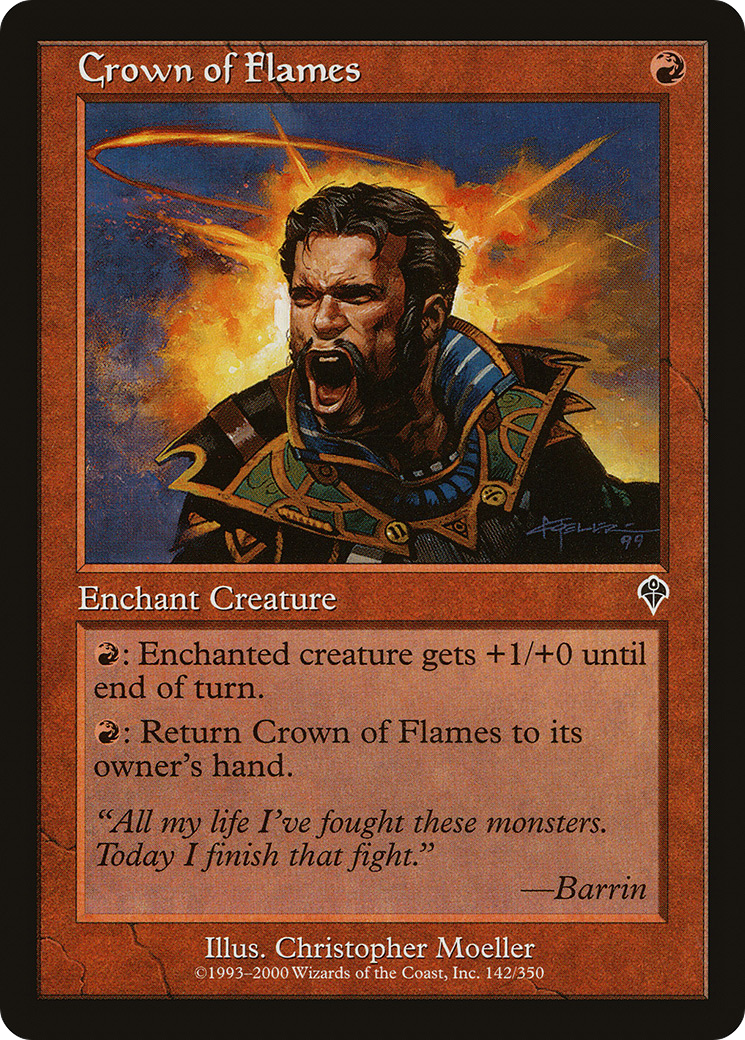 Crown of Flames
Enchant Creature
: Enchanted creature gets +1/+0 until
end of turn.
: Return Crown of Flames to its
owner's hand.
“All my life I've fought these monsters.
Today I finish that fight.”
—Barrin
Illus. Christopher Moeller
©1993–2000 Wizards of the Coast, Inc. 142/350
99